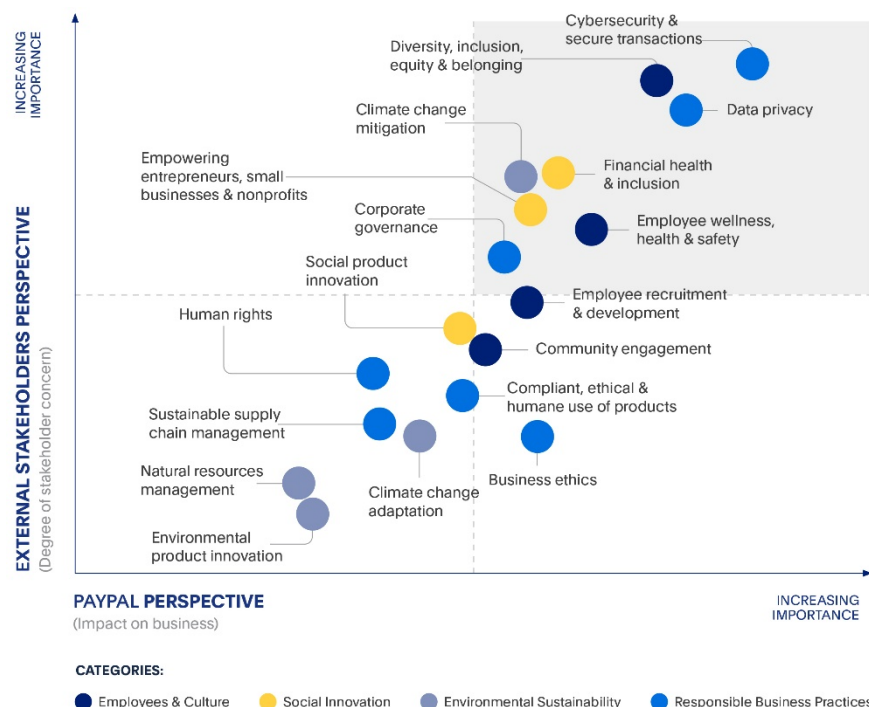 INCREASING
IMPORTANCE
EXTERNAL STAKEHOLDERS PERSPECTIVE
(Degree of stakeholder concern)
Cybersecurity &
secure transactions
Diversity, inclusion,
equity & belonging
Data privacy
Climate change
mitigation
Empowering
entrepreneurs, small
businesses & nonprofits
Financial health
& inclusion
Corporate
governance
Employee wellness,
health & safety
Social product
innovation
Employee recruitment
& development
Human rights
Community engagement
Compliant, ethical &
humane use of products
Sustainable supply
chain management
Business ethics
Natural resources
management
Climate change
adaptation
Environmental
product innovation
PAYPAL PERSPECTIVE
(Impact on business)
INCREASING
IMPORTANCE
CATEGORIES:
Employees & Culture
Social Innovation
Environmental Sustainability
Responsible Business Practices